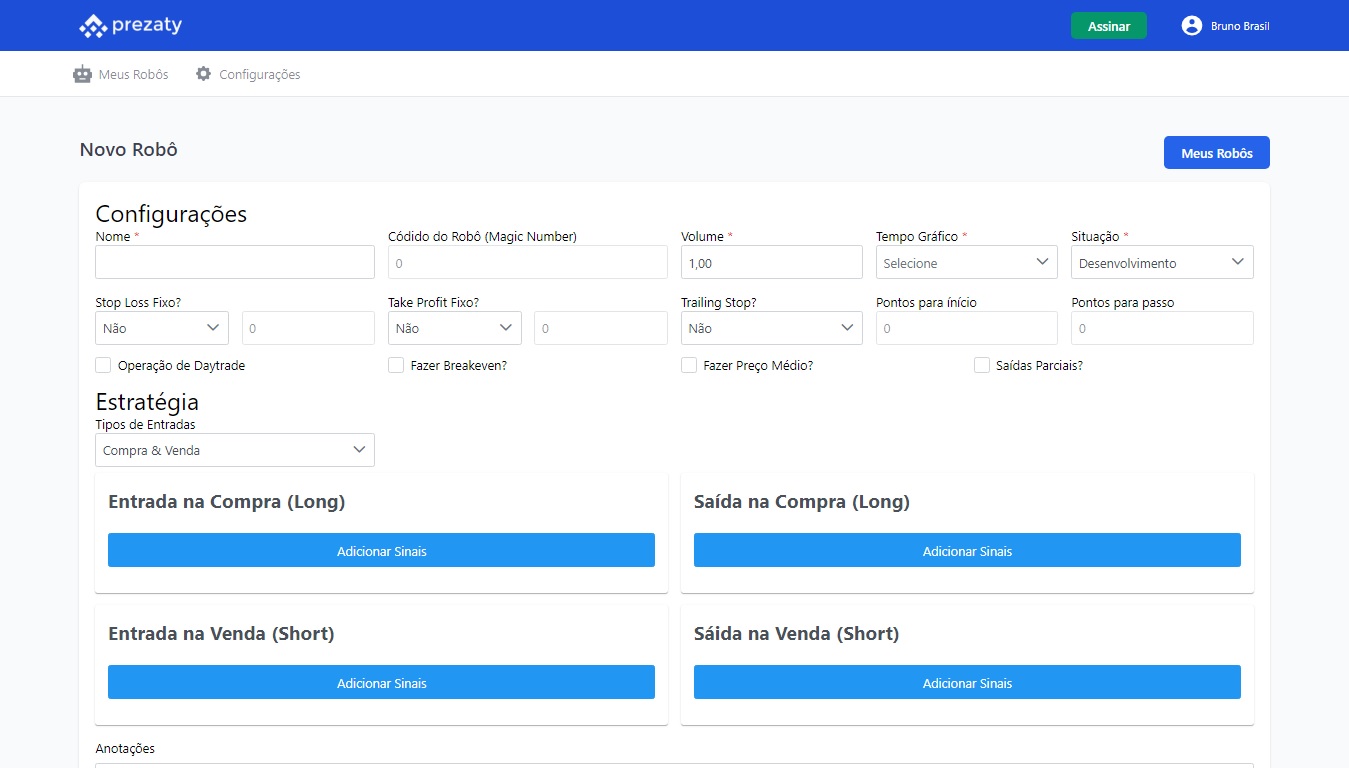 prezaty
Assinar
Bruno Brasil
Meus Robôs
Configurações
Novo Robô
Meus Robôs
Configurações
Nome *
Códido do Robô (Magic Number)
Volume *
Tempo Gráfico *
Situação *
0
1,00
Selecione
Desenvolvimento
Stop Loss Fixo?
Take Profit Fixo?
Trailing Stop?
Pontos para ínício
Pontos para passo
Não
0
Não
0
Não
0
0
Operação de Daytrade
Fazer Breakeven?
Fazer Preço Médio?
Saídas Parciais?
Estratégia
Tipos de Entradas
Compra & Venda
Entrada na Compra (Long)
Adicionar Sinais
Saída na Compra (Long)
Adicionar Sinais
Entrada na Venda (Short)
Adicionar Sinais
Sáida na Venda (Short)
Adicionar Sinais
Anotações